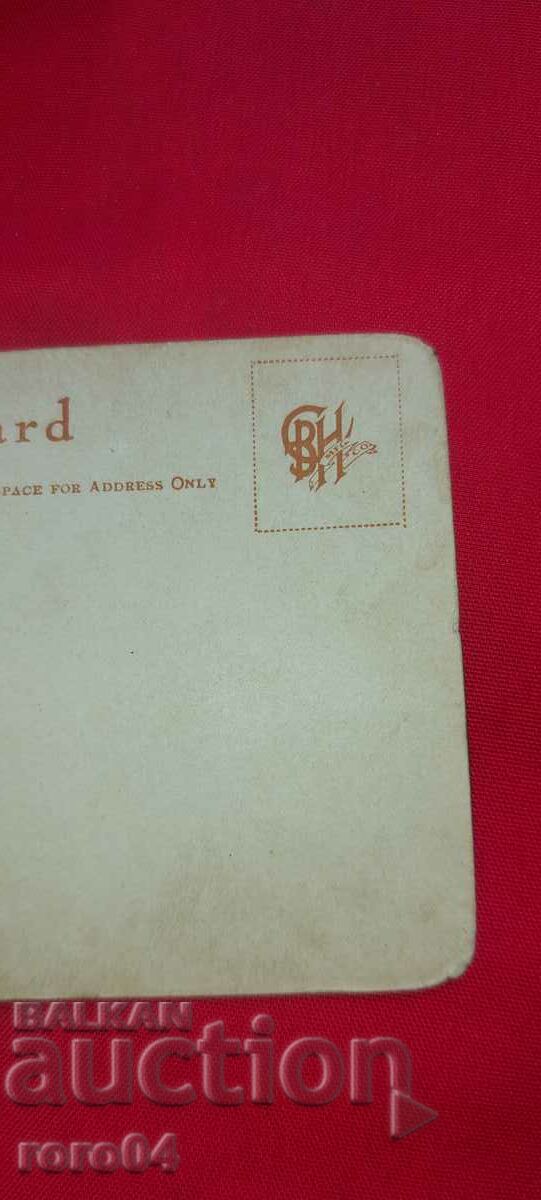 ard
PACE FOR ADDRESS ONLY
BALKAN
auction
roro04